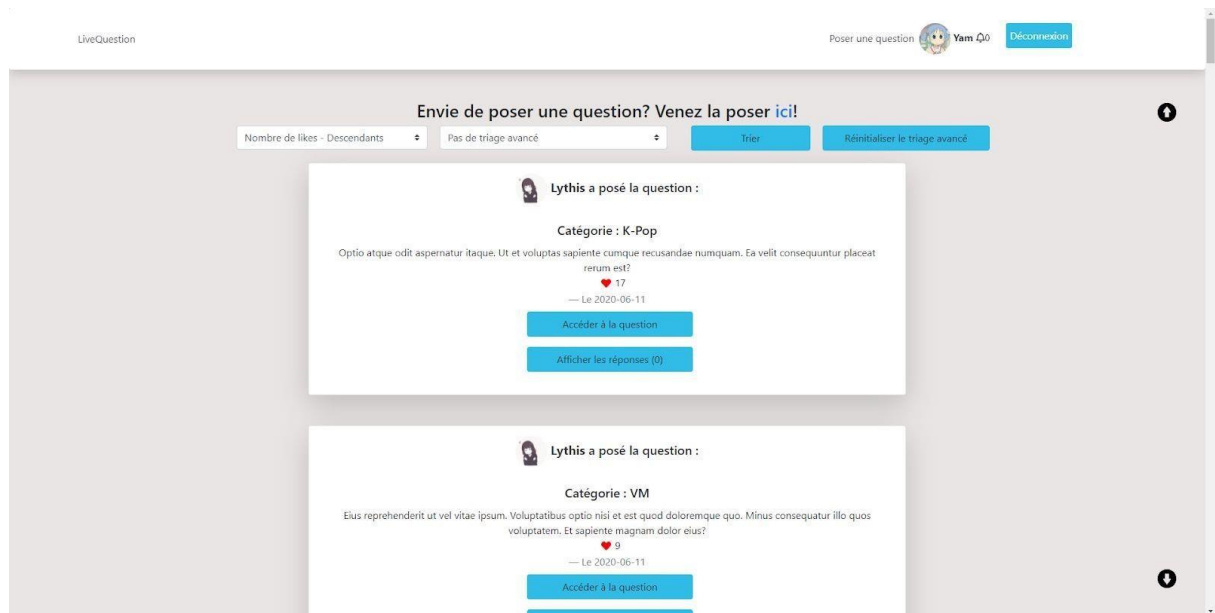 LiveQuestion
Poser une question Yam 0 Déconnexion
Envie de poser une question? Venez la poser ici!
Nombre de likes - Descendants Pas de triage avancé Trier Réinitialiser le triage avancé
Lythis a posé la question :
Catégorie : K-Pop
Optio atque odit aspernatur itaque. Ut et voluptas sapiente cumque recusandae numquam. Ea velit consequuntur placeat
rerum est?
17
— Le 2020-06-11
Accéder à la question
Afficher les réponses (0)
Lythis a posé la question :
Catégorie : VM
Eius reprehenderit ut vel vitae ipsum. Voluptatibus optio nisi et est quod doloremque quo. Minus consequatur illo quos
voluptatem. Et sapiente magnam dolor eius?
9
— Le 2020-06-11
Accéder à la question